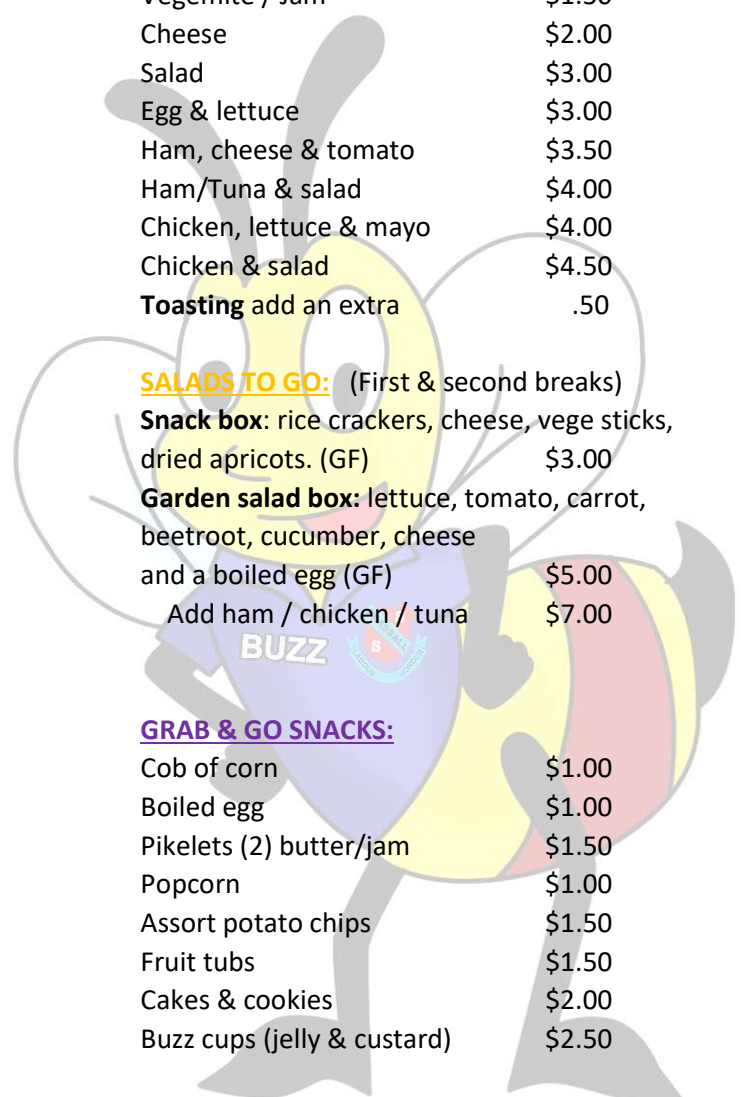 Vegemite / Jam $1.50
Cheese $2.00
Salad $3.00
Egg & lettuce $3.00
Ham, cheese & tomato $3.50
Ham/Tuna & salad $4.00
Chicken, lettuce & mayo $4.00
Chicken & salad $4.50
Toasting add an extra .50
SALADS TO GO: (First & second breaks)
Snack box: rice crackers, cheese, vege sticks,
dried apricots. (GF) $3.00
Garden salad box: lettuce, tomato, carrot,
beetroot, cucumber, cheese
and a boiled egg (GF) $5.00
Add ham / chicken / tuna $7.00
BUZZ
S
LABOUR
GRAB & GO SNACKS:
Cob of corn $1.00
Boiled egg $1.00
Pikelets (2) butter/jam $1.50
Popcorn $1.00
Assort potato chips $1.50
Fruit tubs $1.50
Cakes & cookies $2.00
Buzz cups (jelly & custard) $2.50